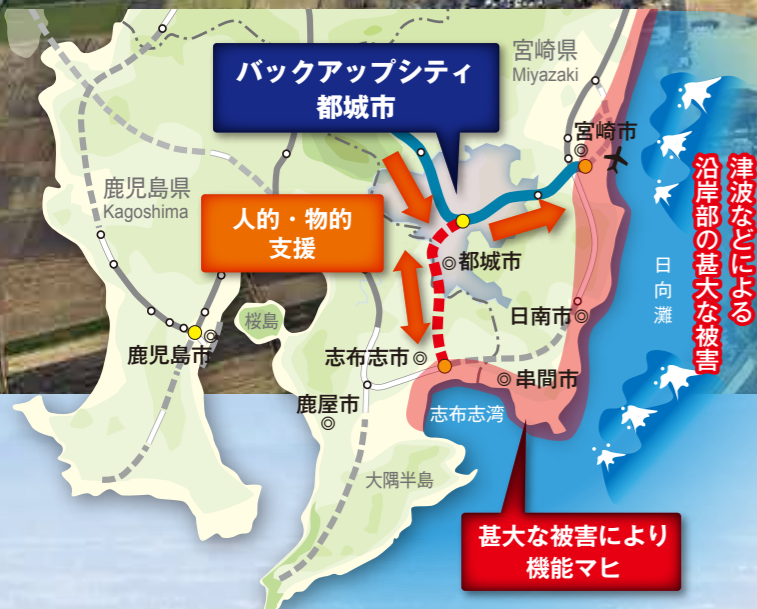 宮崎県
Miyazaki
バックアップシティ
都城市
宮崎市
鹿児島県
Kagoshima
人的・物的
支援
津波などによる
沿岸部の甚大な被害
都城市
日向灘
桜島
日南市
鹿児島市
志布志市
串間市
鹿屋市
志布志湾
大隅半島
甚大な被害により
機能マヒ